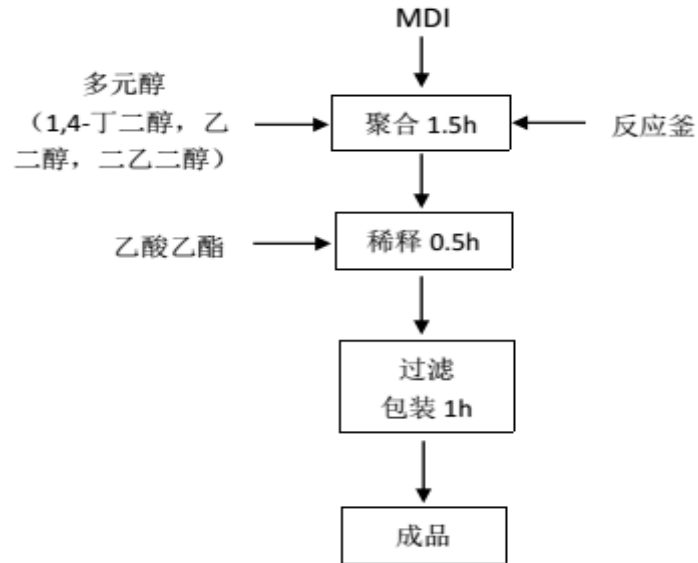 MDI
多元醇
（1,4-丁二醇，乙
二醇，二乙二醇）
聚合 1.5h
反应釜
乙酸乙酯
稀释 0.5h
过滤
包装 1h
成品